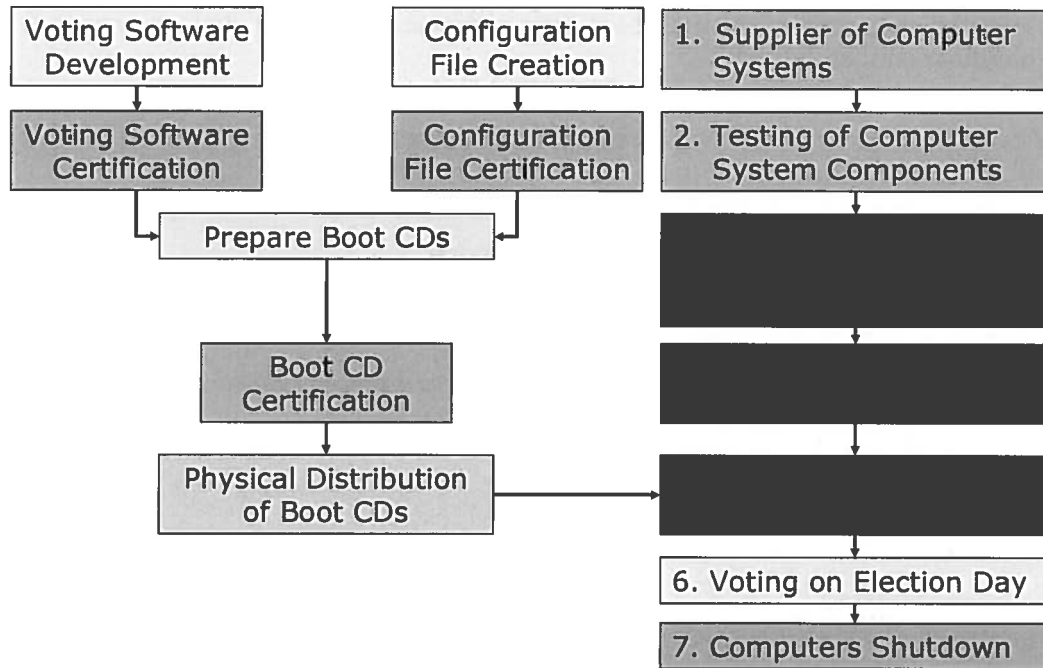 Voting Software
Development
Configuration
File Creation
1. Supplier of Computer
Systems
Voting Software
Certification
Configuration
File Certification
2. Testing of Computer
System Components
Prepare Boot CDs
Boot CD
Certification
Physical Distribution
of Boot CDs
6. Voting on Election Day
7. Computers Shutdown